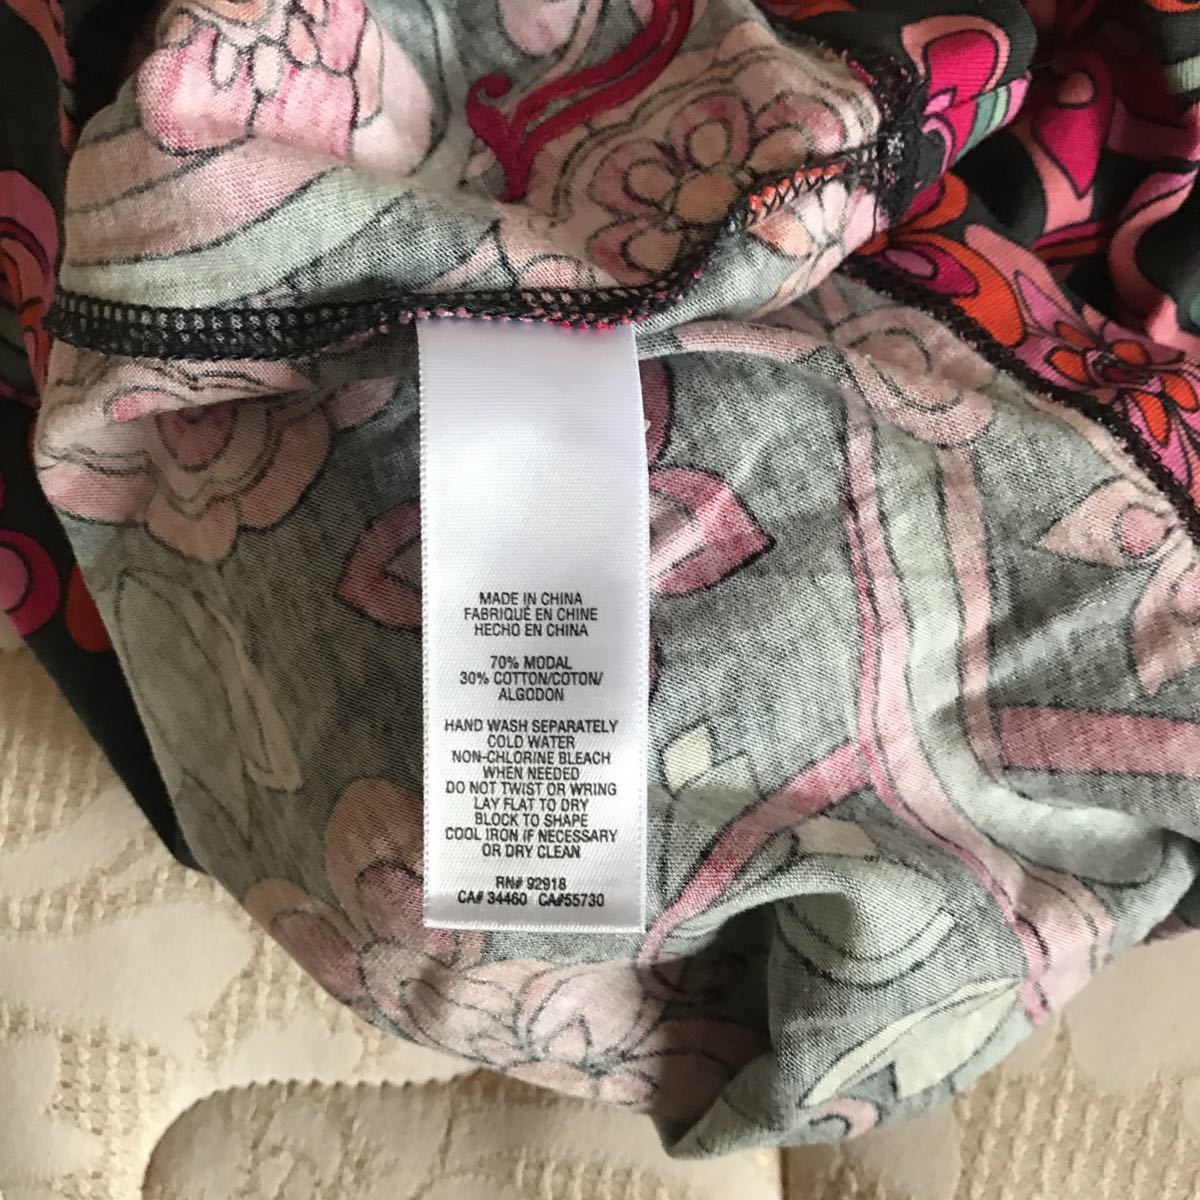 MADE IN CHINA
FABRIQUÉ EN CHINE
HECHO EN CHINA
70% MODAL
30% COTTON/COTON/
ALGODON
HAND WASH SEPARATELY
COLD WATER
NON-CHLORINE BLEACH
WHEN NEEDED
DO NOT TWIST OR WRING
LAY FLAT TO DRY
BLOCK TO SHAPE
COOL IRON IF NECESSARY
OR DRY CLEAN
RN# 92918
CA# 34460 CA#55730